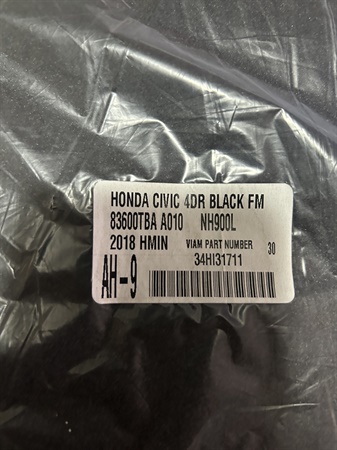 HONDA CIVIC 4DR BLACK FM
83600TBA A010 NH900L
2018 HMIN VIAM PART NUMBER 30
34HI31711
AH-9